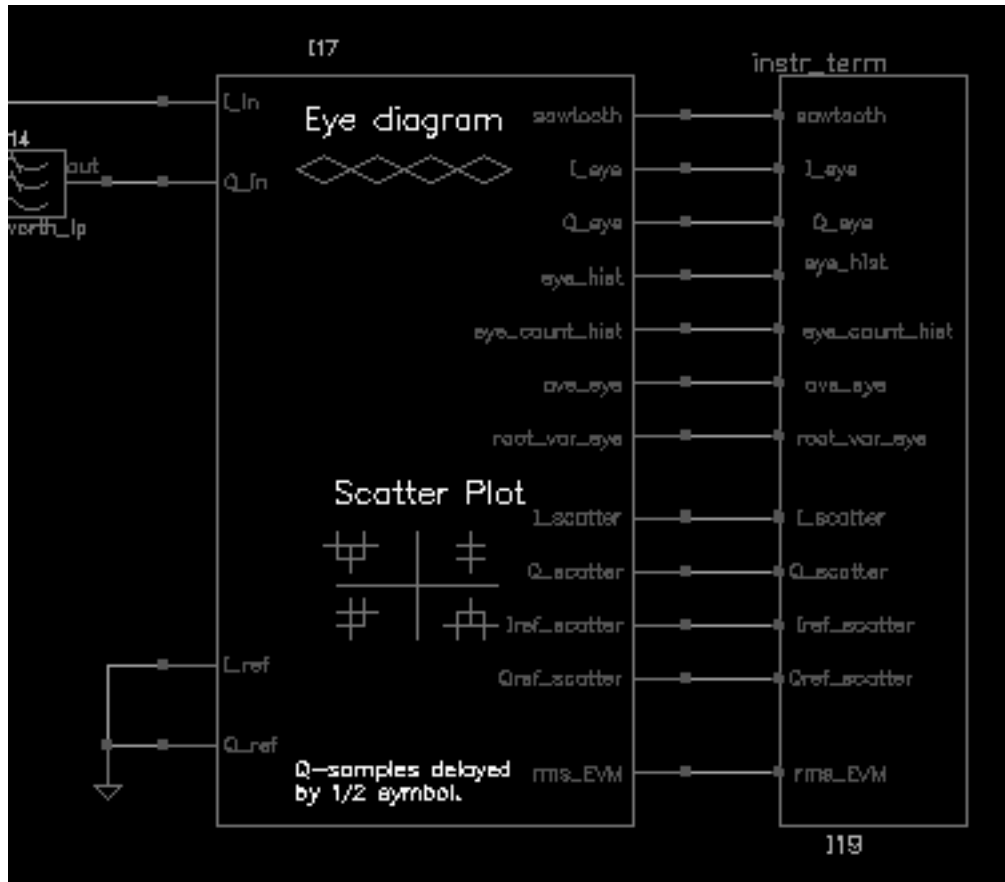 I17
instr_term
I_in
Eye diagram
sawtooth
sawtooth
14
out
I_eye
I_eye
Q_in
worth_lp
Q_eye
Q_eye
eye_hist
eye_hist
eye_count_hist
eye_count_hist
ave_eye
ave_eye
root_var_eye
root_var_eye
Scatter Plot
I_scatter
I_scatter
Q_scatter
Q_scatter
Iref_scatter
Iref_scatter
I_ref
Qref_scatter
Qref_scatter
Q_ref
Q-samples delayed
by 1/2 symbol.
rms_EVM
rms_EVM
I19